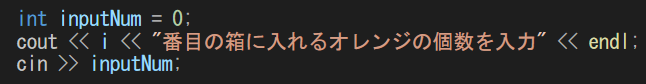 int inputNum = 0;
cout << i << "番目の箱に入れるオレンジの個数を入力" << endl;
cin >> inputNum;